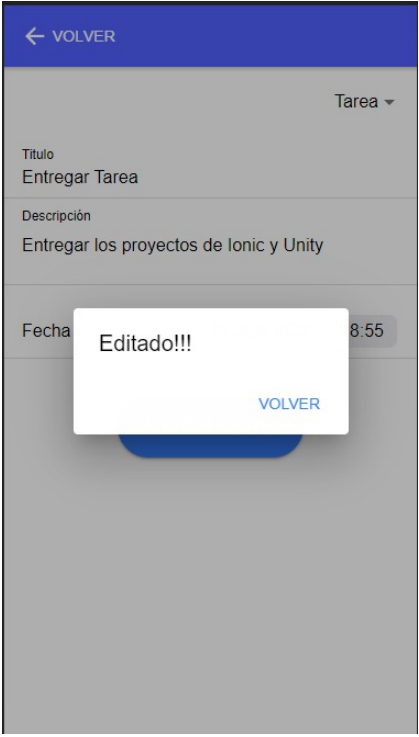 VOLVER
Tarea
Titulo
Entregar Tarea
Descripción
Entregar los proyectos de Ionic y Unity
Fecha 8:55
Editado!!!
VOLVER